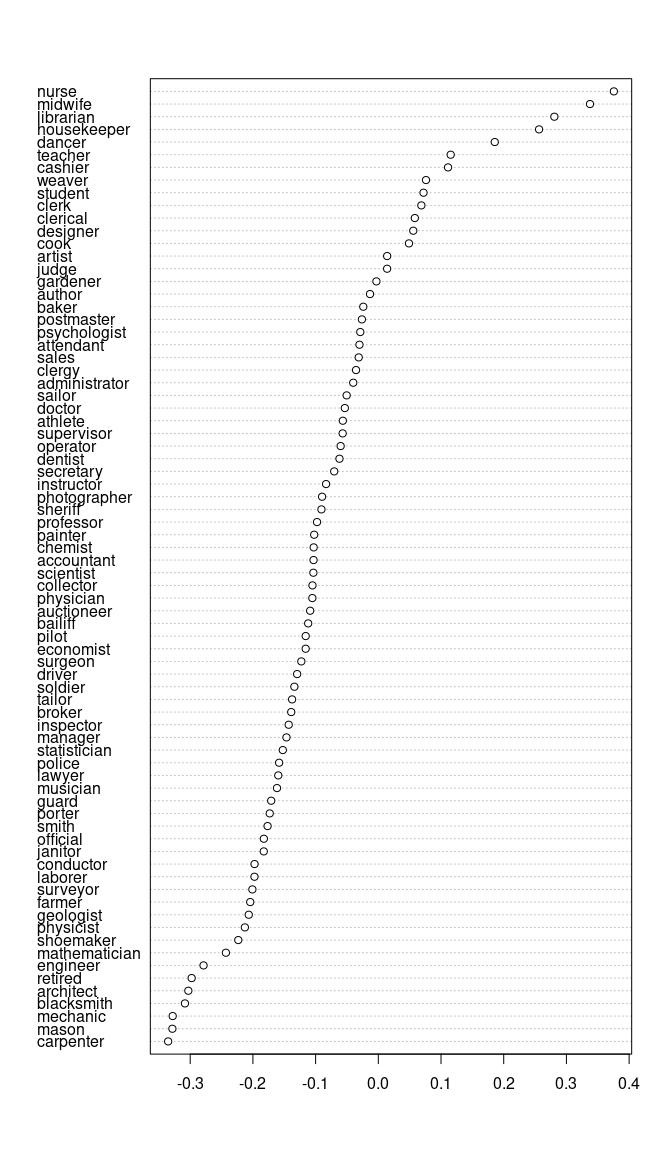 nurse
midwife
librarian
housekeeper
dancer
teacher
cashier
weaver
student
clerk
clerical
designer
cook
artist
judge
gardener
author
baker
postmaster
psychologist
attendant
sales
clergy
administrator
sailor
doctor
athlete
supervisor
operator
dentist
secretary
instructor
photographer
sheriff
professor
painter
chemist
accountant
scientist
collector
physician
auctioneer
bailiff
pilot
economist
surgeon
driver
soldier
tailor
broker
inspector
manager
statistician
police
lawyer
musician
guard
porter
smith
official
janitor
conductor
laborer
surveyor
farmer
geologist
physicist
shoemaker
mathematician
engineer
retired
architect
blacksmith
mechanic
mason
carpenter
-0.3 -0.2 -0.1 0.0 0.1 0.2 0.3 0.4